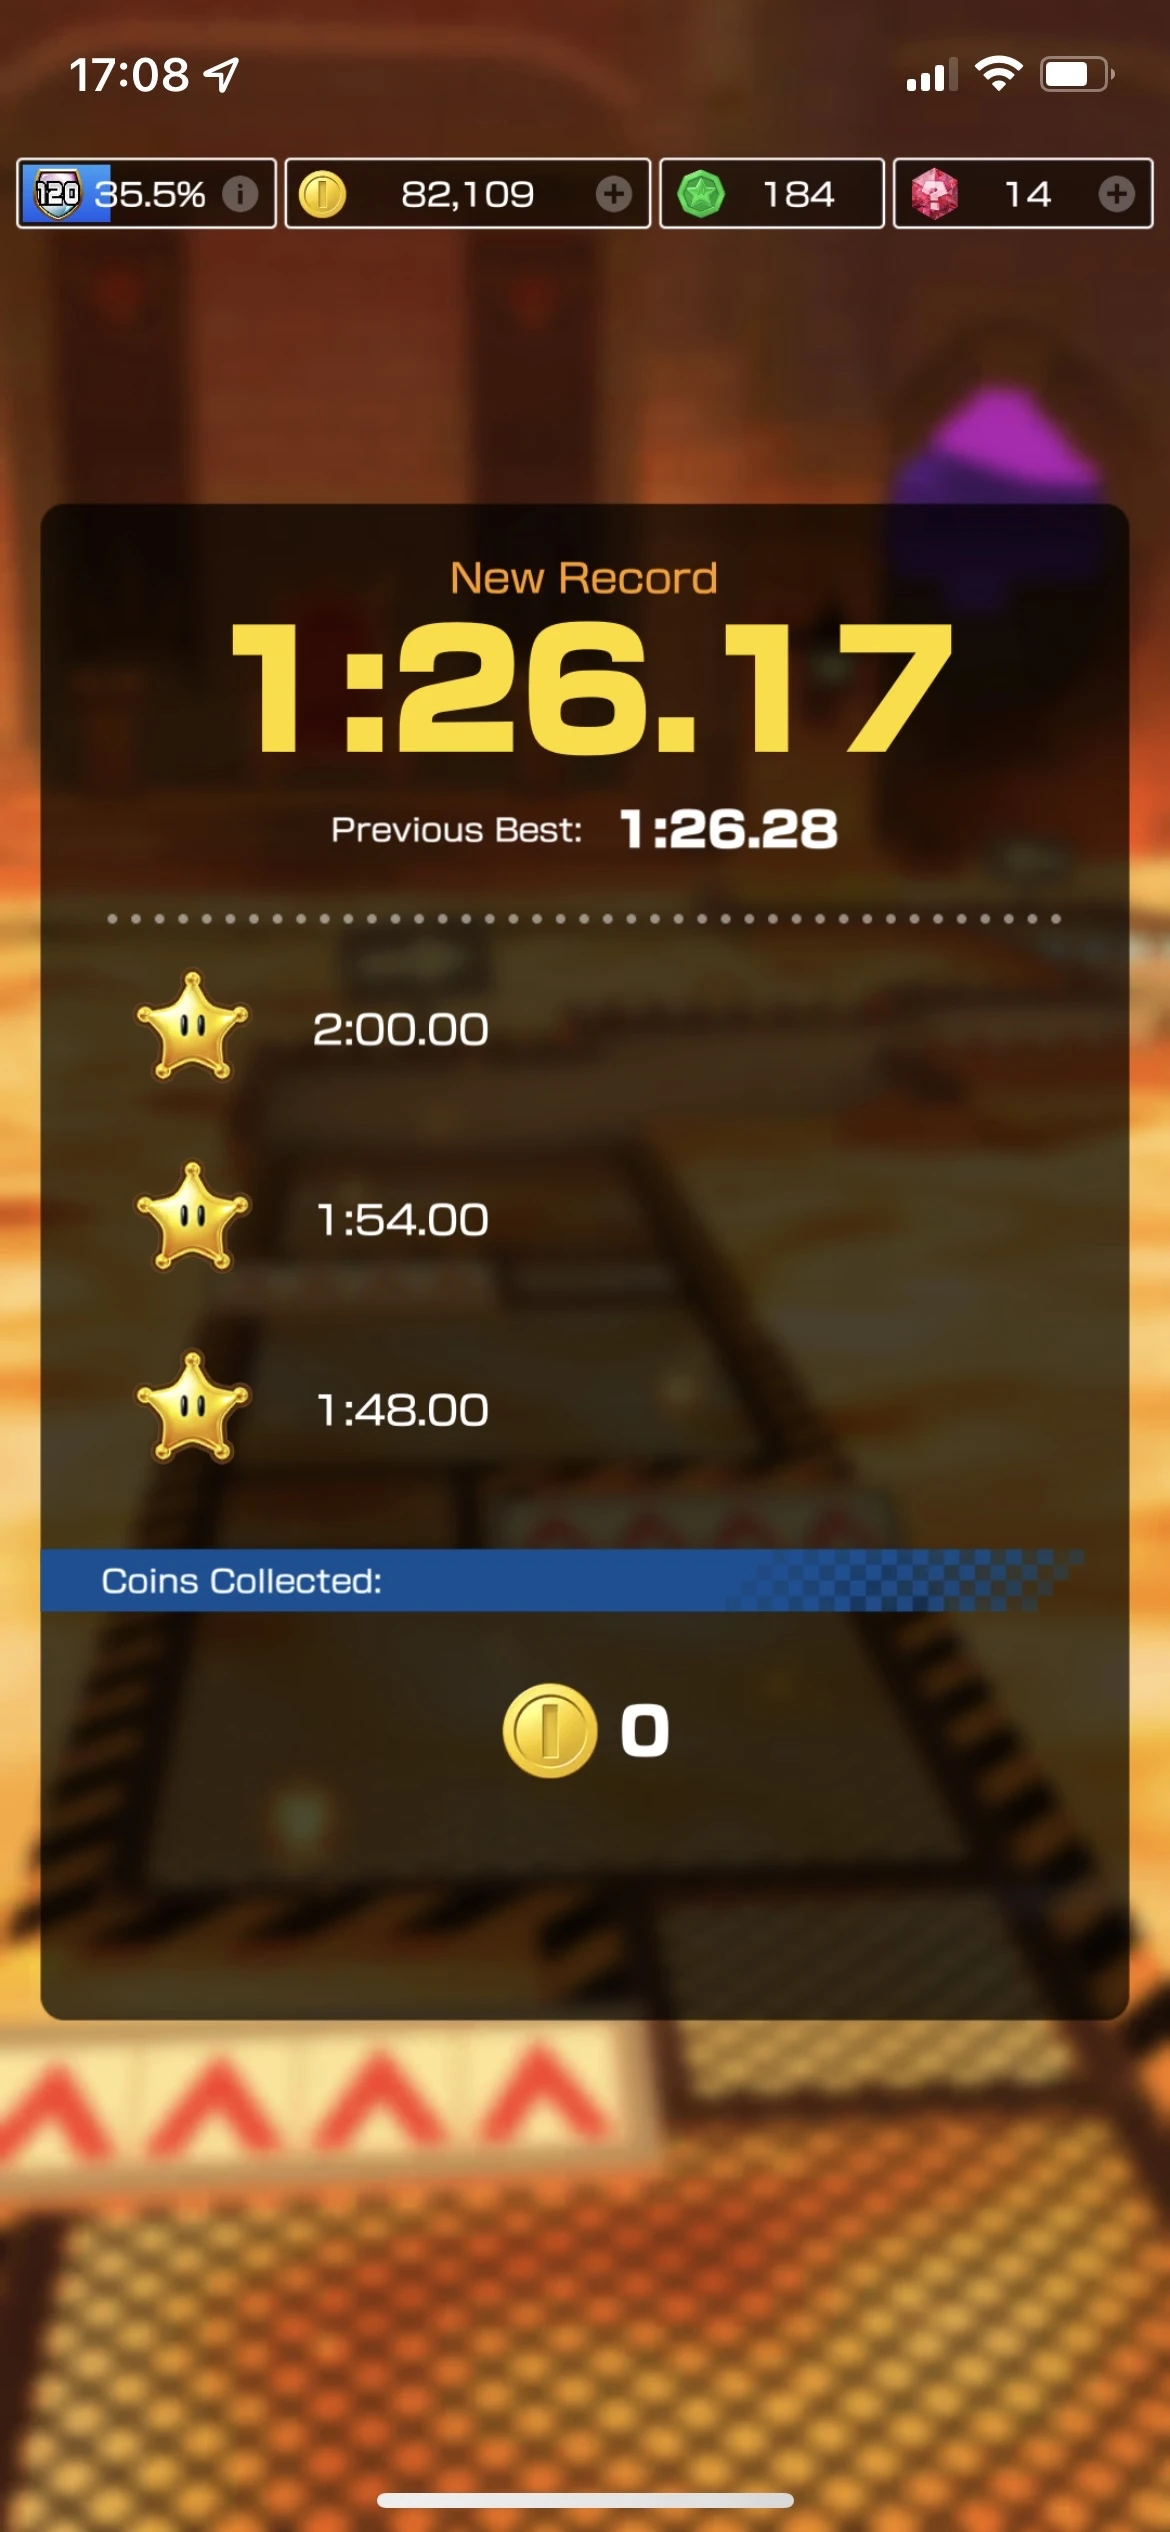 17:08
120 35.5% i 82,109 + 184 ? 14 +
New Record
1:26.17
Previous Best: 1:26.28
2:00.00
1:54.00
1:48.00
Coins Collected:
0